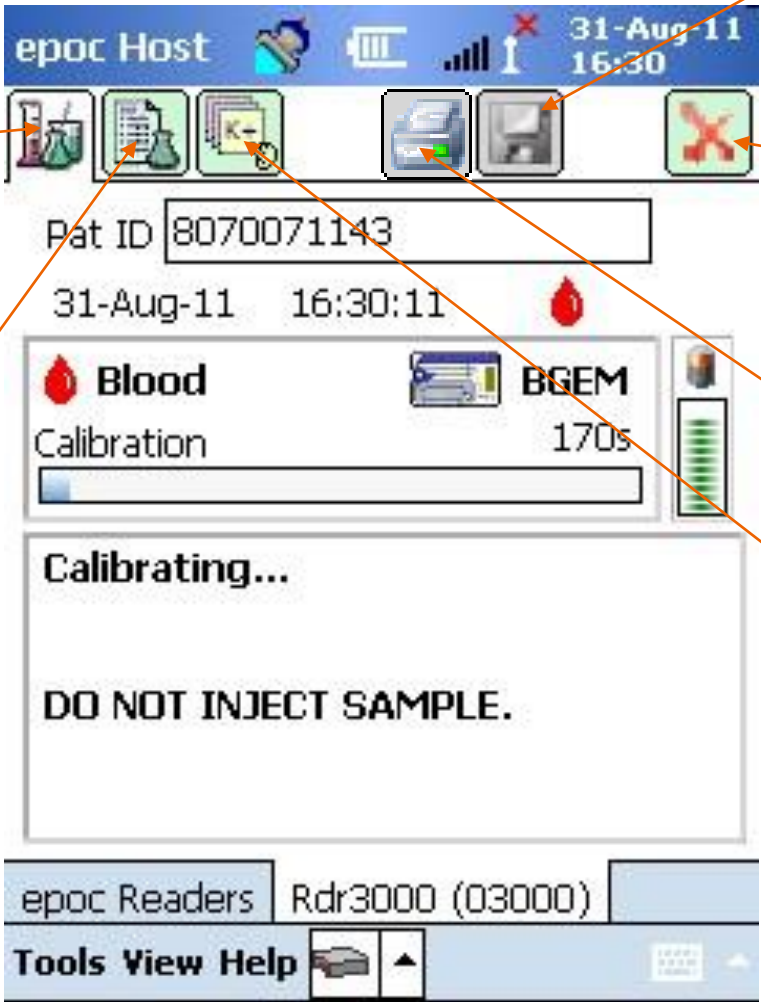 epoc Host 31-Aug-11
16:30
K+
Pat ID 8070071143
31-Aug-11 16:30:11
Blood BGEM
Calibration 170s
Calibrating...
DO NOT INJECT SAMPLE.
epoc Readers Rdr3000 (03000)
Tools View Help